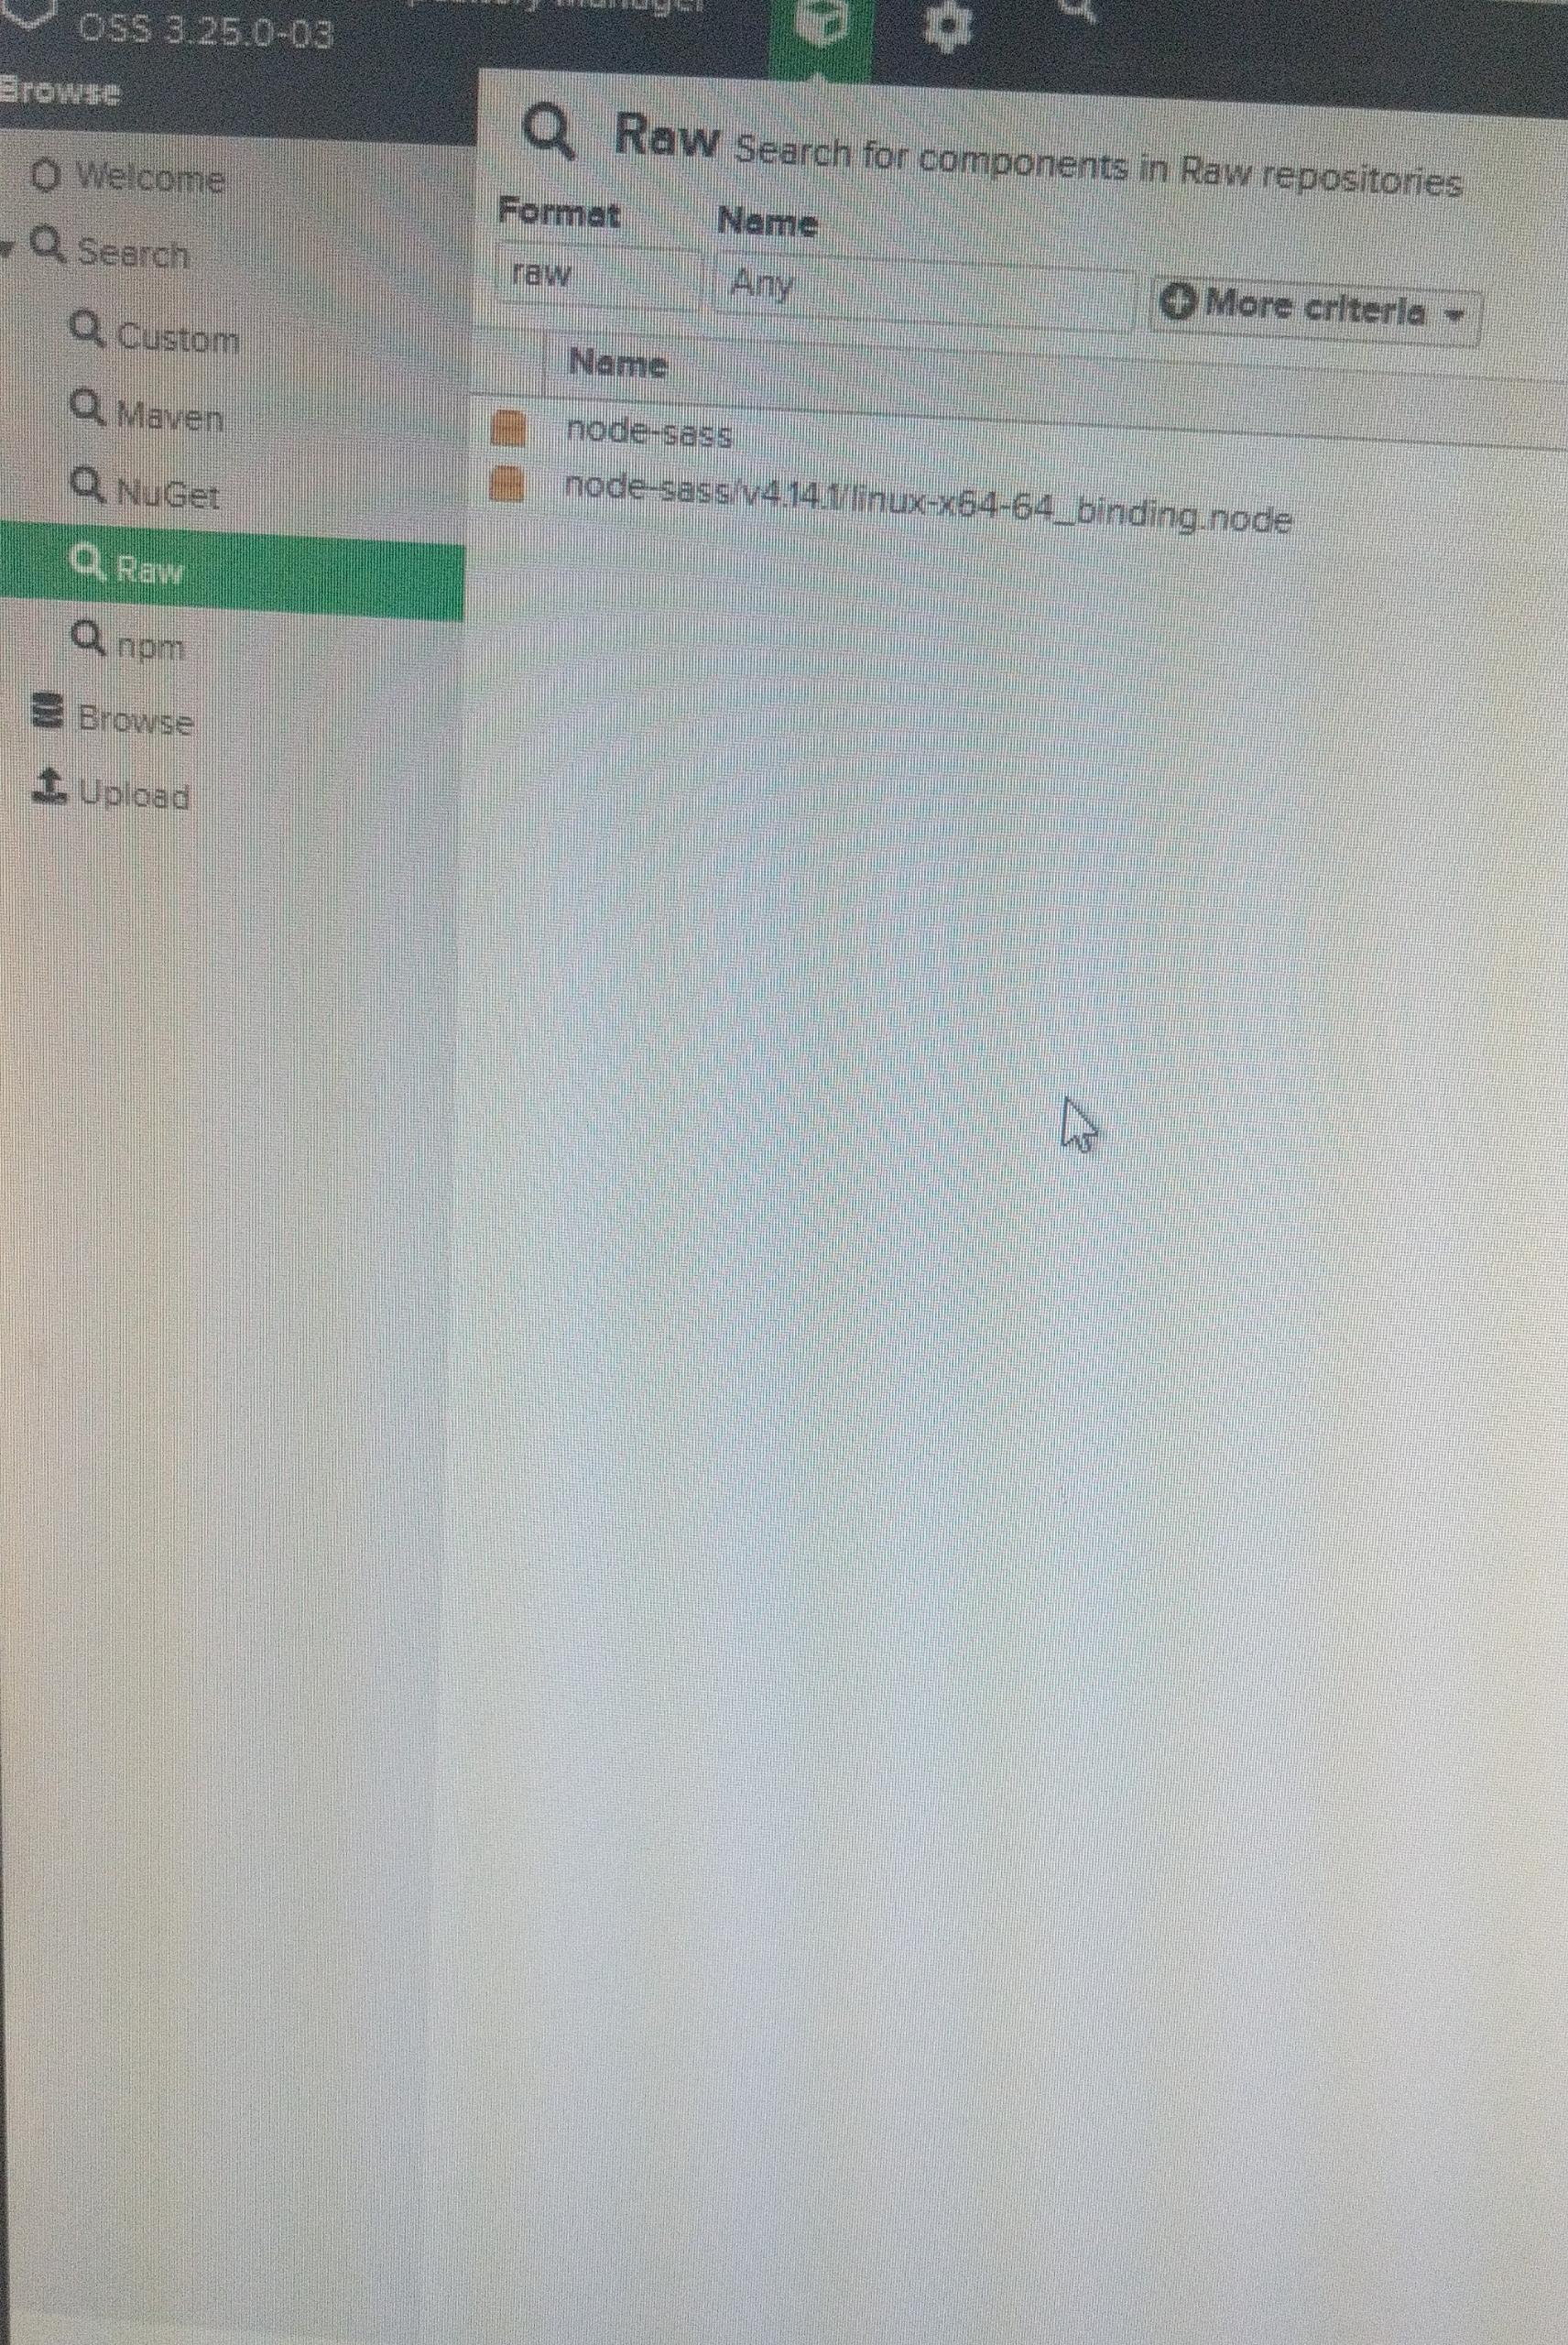 OSS 3.25.0-03
Browse
Welcome
Search
Custom
Maven
NuGet
Raw
npm
Browse
Upload
Raw Search for components in Raw repositories
Format Name
raw Any More criteria
Name
node-sass
node-sass/v4.14.1/linux-x64-64_binding.node